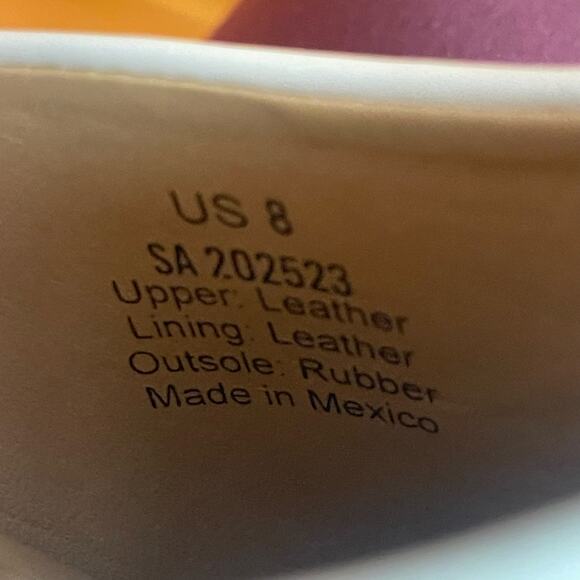 US 8
SA 202523
Upper: Leather
Lining: Leather
Outsole: Rubber
Made in Mexico